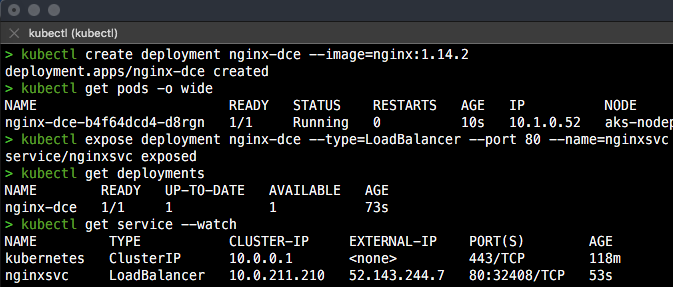 kubectl (kubectl)
> kubectl create deployment nginx-dce --image=nginx:1.14.2
deployment.apps/nginx-dce created
> kubectl get pods -o wide
NAME READY STATUS RESTARTS AGE IP NODE
nginx-dce-b4f64dcd4-d8rgn 1/1 Running 0 10s 10.1.0.52 aks-nodep
> kubectl expose deployment nginx-dce --type=LoadBalancer --port 80 --name=nginxsvc
service/nginxsvc exposed
> kubectl get deployments
NAME READY UP-TO-DATE AVAILABLE AGE
nginx-dce 1/1 1 1 73s
> kubectl get service --watch
NAME TYPE CLUSTER-IP EXTERNAL-IP PORT(S) AGE
kubernetes ClusterIP 10.0.0.1 <none> 443/TCP 118m
nginxsvc LoadBalancer 10.0.211.210 52.143.244.7 80:32408/TCP 53s